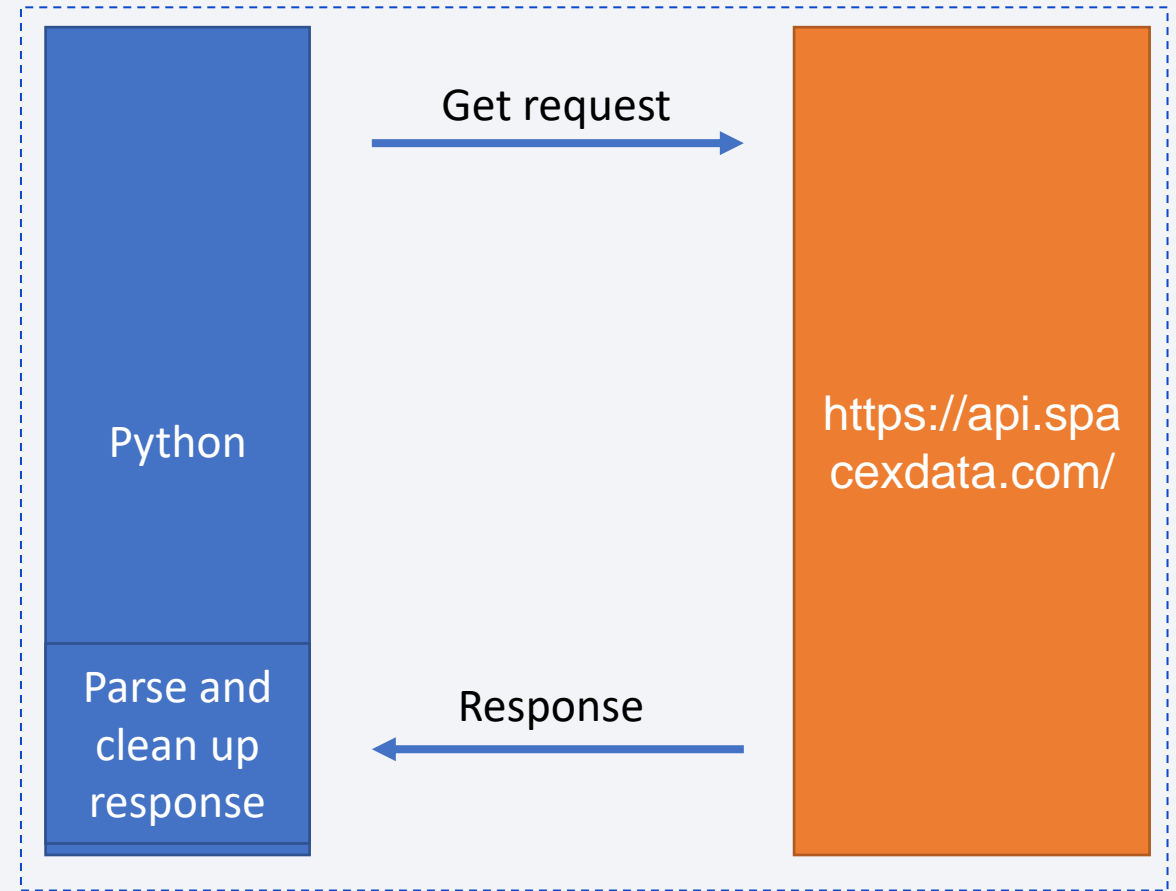 Get request
Python
https://api.spa
cexdata.com/
Parse and
clean up
response
Response